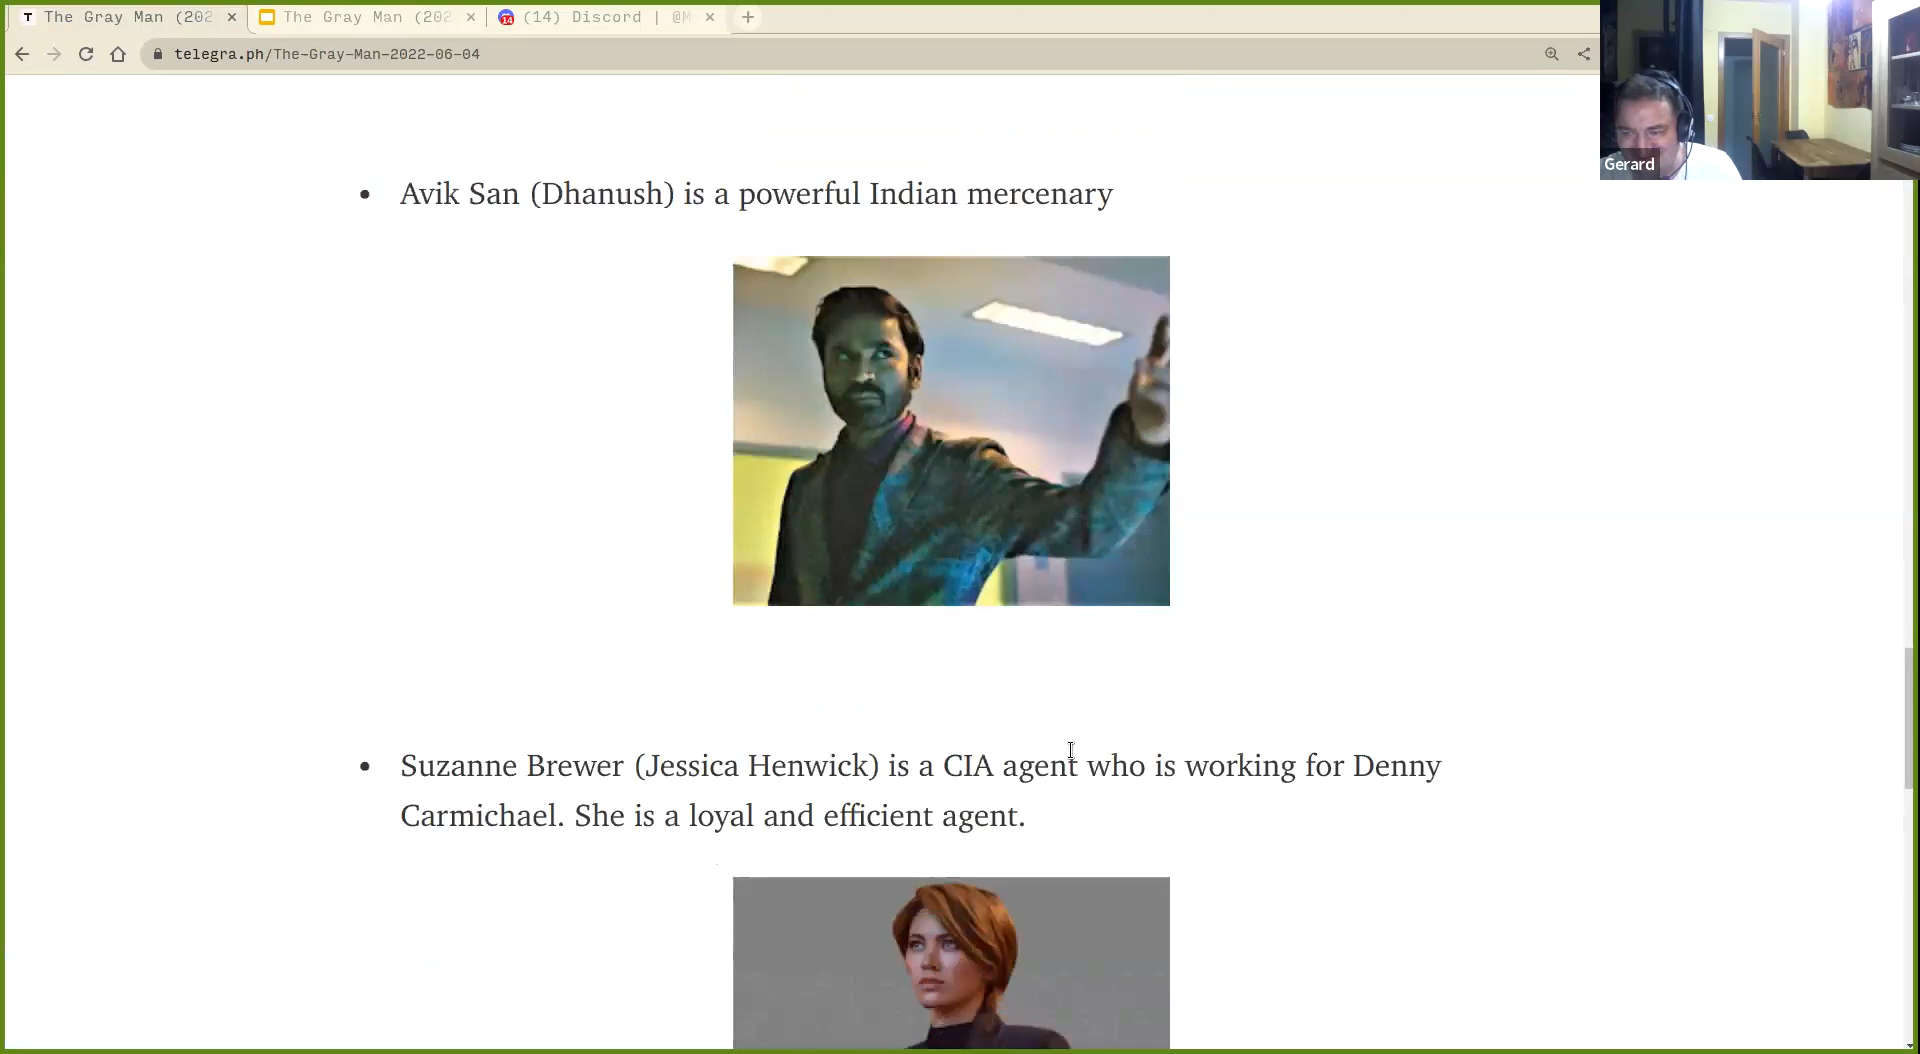 The Gray Man (202
The Gray Man (202
(14) Discord | @M
telegra.ph/The-Gray-Man-2022-06-04
Gerard
• Avik San (Dhanush) is a powerful Indian mercenary
• Suzanne Brewer (Jessica Henwick) is a CIA agent who is working for Denny
Carmichael. She is a loyal and efficient agent.